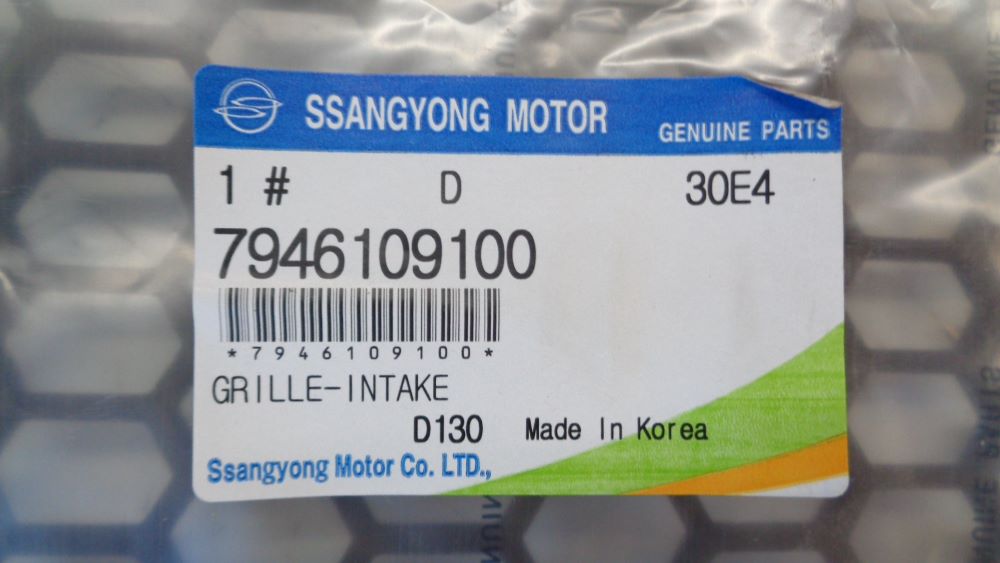 SSANGYONG MOTOR GENUINE PARTS
1 # D 30E4
7946109100
*7946109100*
GRILLE-INTAKE
D130 Made In Korea
Ssangyong Motor Co. LTD.,